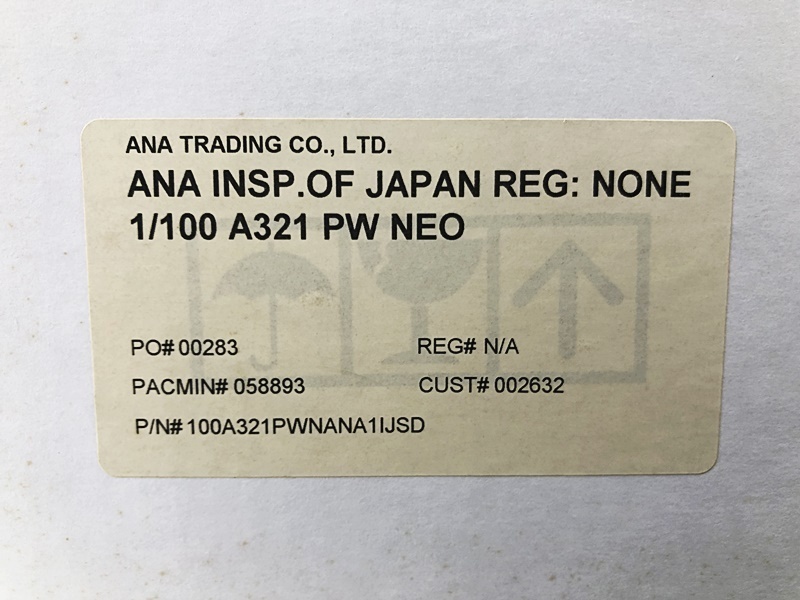 ANA TRADING CO., LTD.
ANA INSP.OF JAPAN REG: NONE
1/100 A321 PW NEO
PO# 00283 REG# N/A
PACMIN# 058893 CUST# 002632
P/N# 100A321PWNANA1IJSD